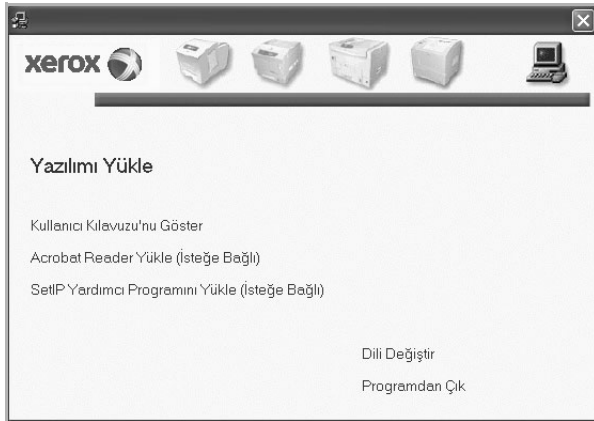 xerox
Yazılımı Yükle
Kullanıcı Kılavuzu'nu Göster
Acrobat Reader Yükle (İsteğe Bağlı)
SetIP Yardımcı Programını Yükle (İsteğe Bağlı)
Dili Değiştir
Programdan Çık